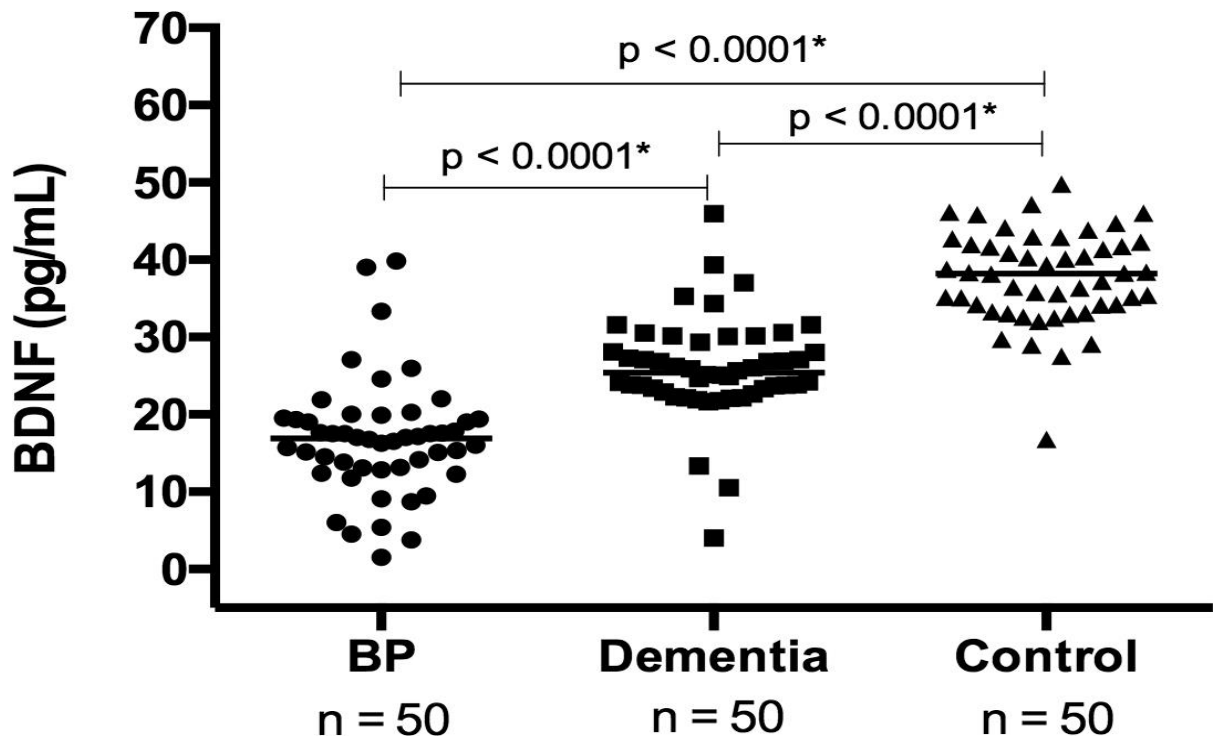 70
p < 0.0001*
60
p < 0.0001*
p < 0.0001*
50
40
30
20
10
0
BDNF (pg/mL)
BP Dementia Control
n = 50 n = 50 n = 50